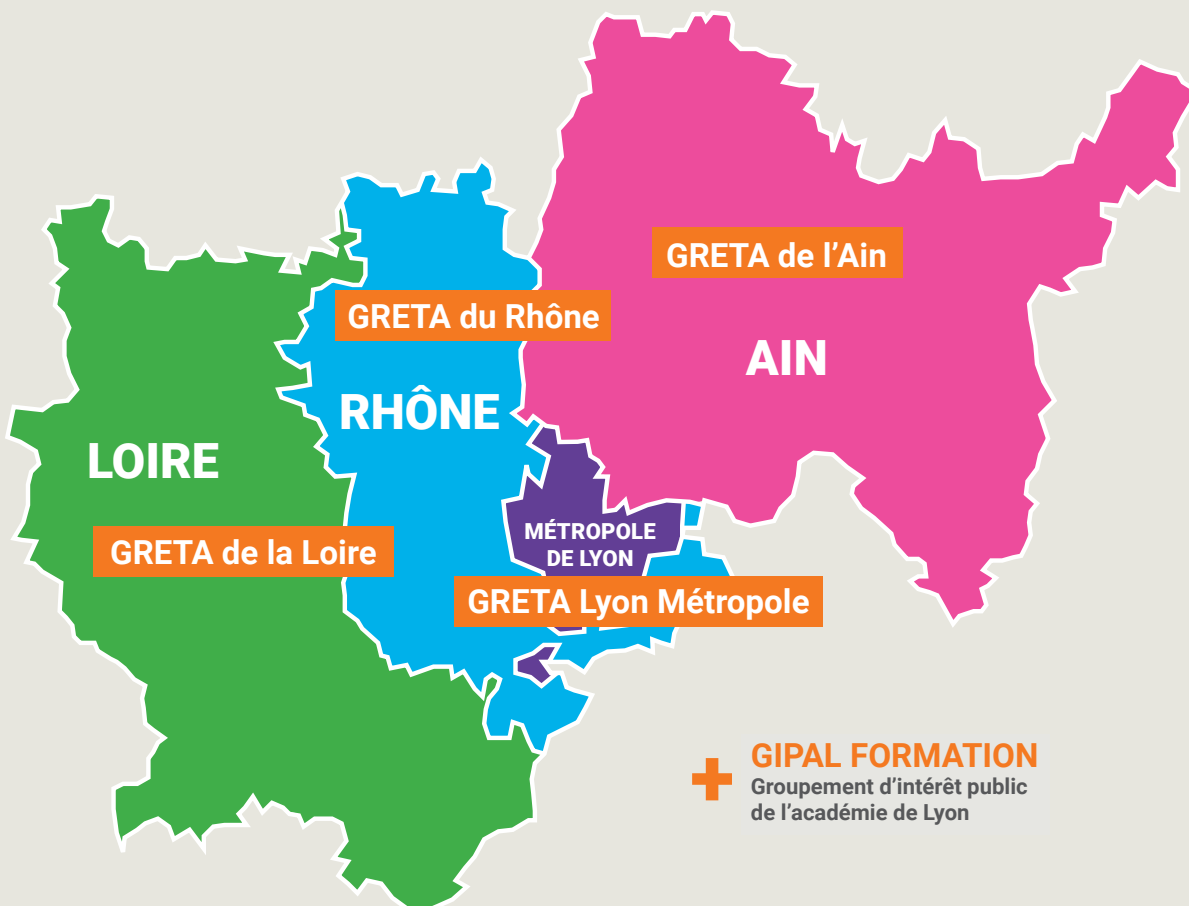 GRETA de l’Ain
GRETA du Rhône
AIN
RHÔNE
LOIRE
MÉTROPOLE
DE LYON
GRETA de la Loire
GRETA Lyon Métropole
GIPAL FORMATION
Groupement d’intérêt public
de l’académie de Lyon